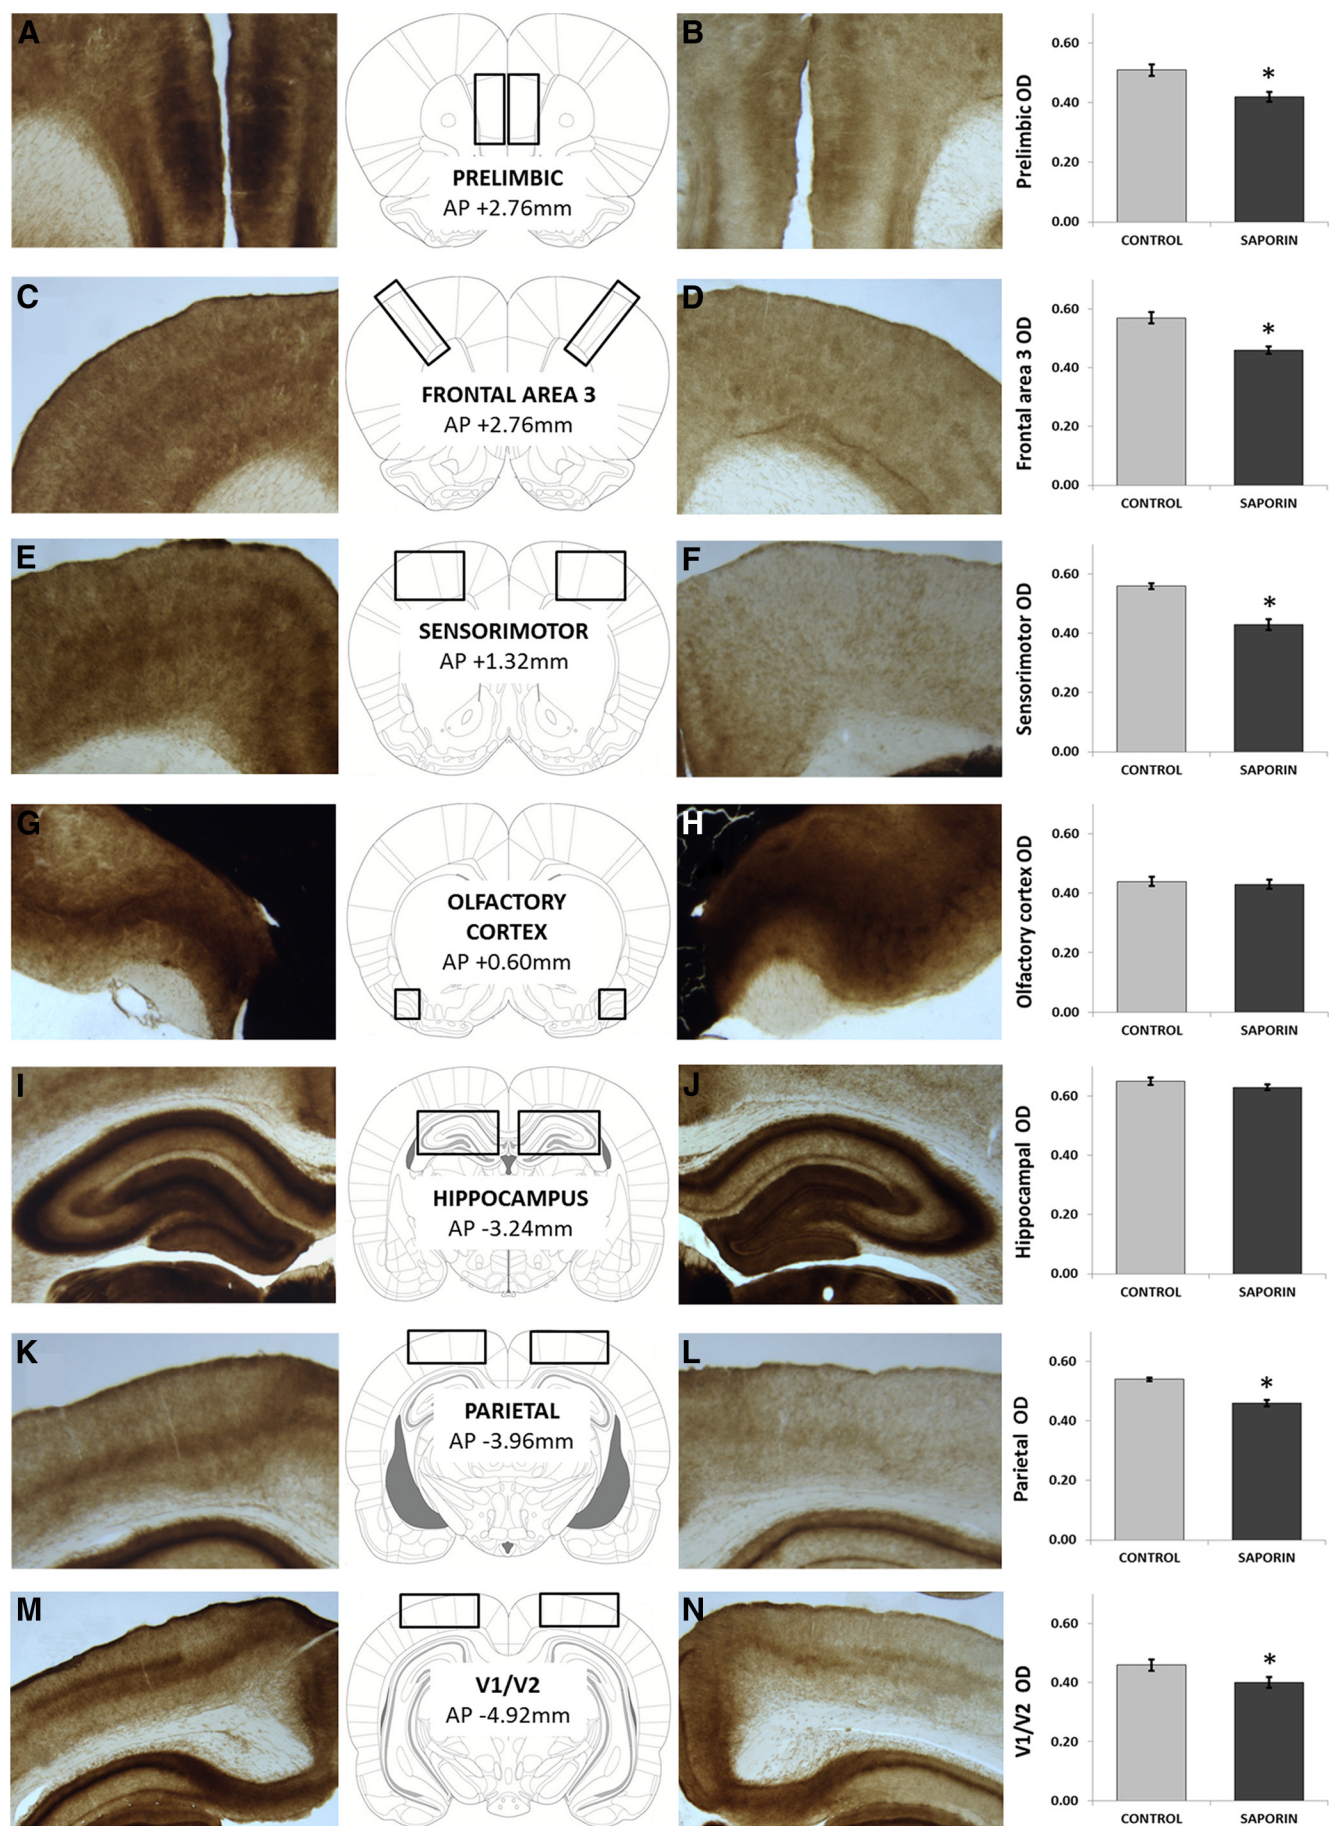 A
PRELIMBIC
AP +2.76mm
B
Prelimbic OD
0.60
0.40
0.20
0.00
CONTROL SAPORIN
*
C
FRONTAL AREA 3
AP +2.76mm
D
Frontal area 3 OD
0.60
0.40
0.20
0.00
CONTROL SAPORIN
*
E
SENSORIMOTOR
AP +1.32mm
F
Sensorimotor OD
0.60
0.40
0.20
0.00
CONTROL SAPORIN
*
G
OLFACTORY
CORTEX
AP +0.60mm
H
Olfactory cortex OD
0.60
0.40
0.20
0.00
CONTROL SAPORIN
I
HIPPOCAMPUS
AP -3.24mm
J
Hippocampal OD
0.60
0.40
0.20
0.00
CONTROL SAPORIN
K
PARIETAL
AP -3.96mm
L
Parietal OD
0.60
0.40
0.20
0.00
CONTROL SAPORIN
*
M
V1/V2
AP -4.92mm
N
V1/V2 OD
0.60
0.40
0.20
0.00
CONTROL SAPORIN
*